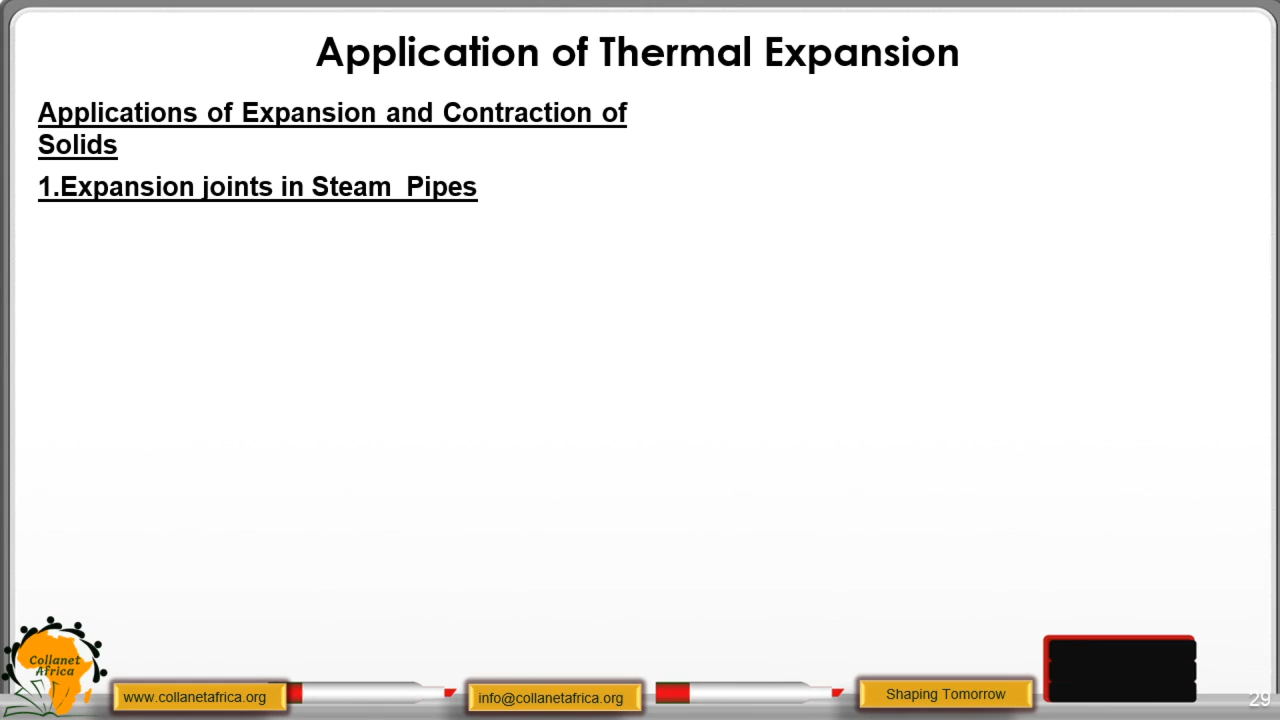 Application of Thermal Expansion
Applications of Expansion and Contraction of
Solids
1.Expansion joints in Steam  Pipes
Collanet
Africa
www.collanetafrica.org
info@collanetafrica.org
Shaping Tomorrow
29